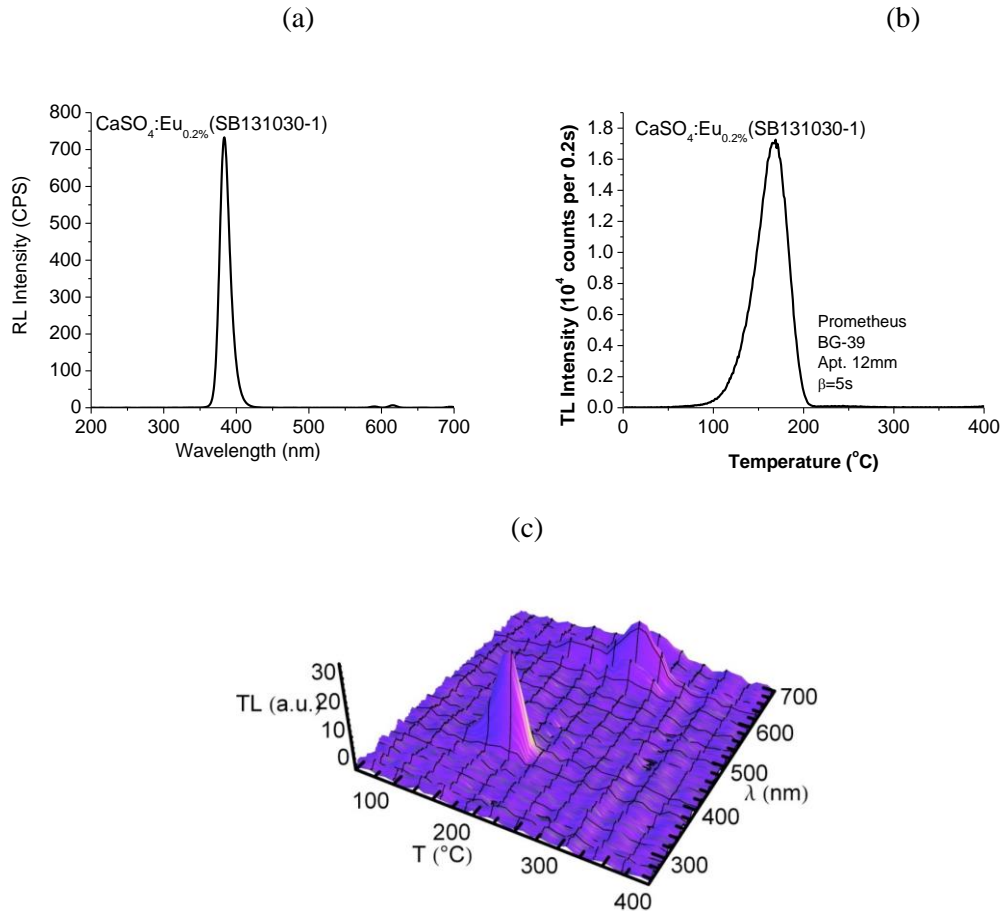 (a)
(b)
800
700
600
500
400
300
200
100
0
RL Intensity (CPS)
CaSO4:Eu0.2%(SB131030-1)
200 300 400 500 600 700
Wavelength (nm)
1.8
1.6
1.4
1.2
1.0
0.8
0.6
0.4
0.2
0.0
TL Intensity (10^4 counts per 0.2s)
CaSO4:Eu0.2%(SB131030-1)
Prometheus
BG-39
Apt. 12mm
β=5s
0 100 200 300 400
Temperature (°C)
(c)
30
20
10
0
TL (a.u.)
100
200
300
400
T (°C)
700
600
500
400
300
λ (nm)